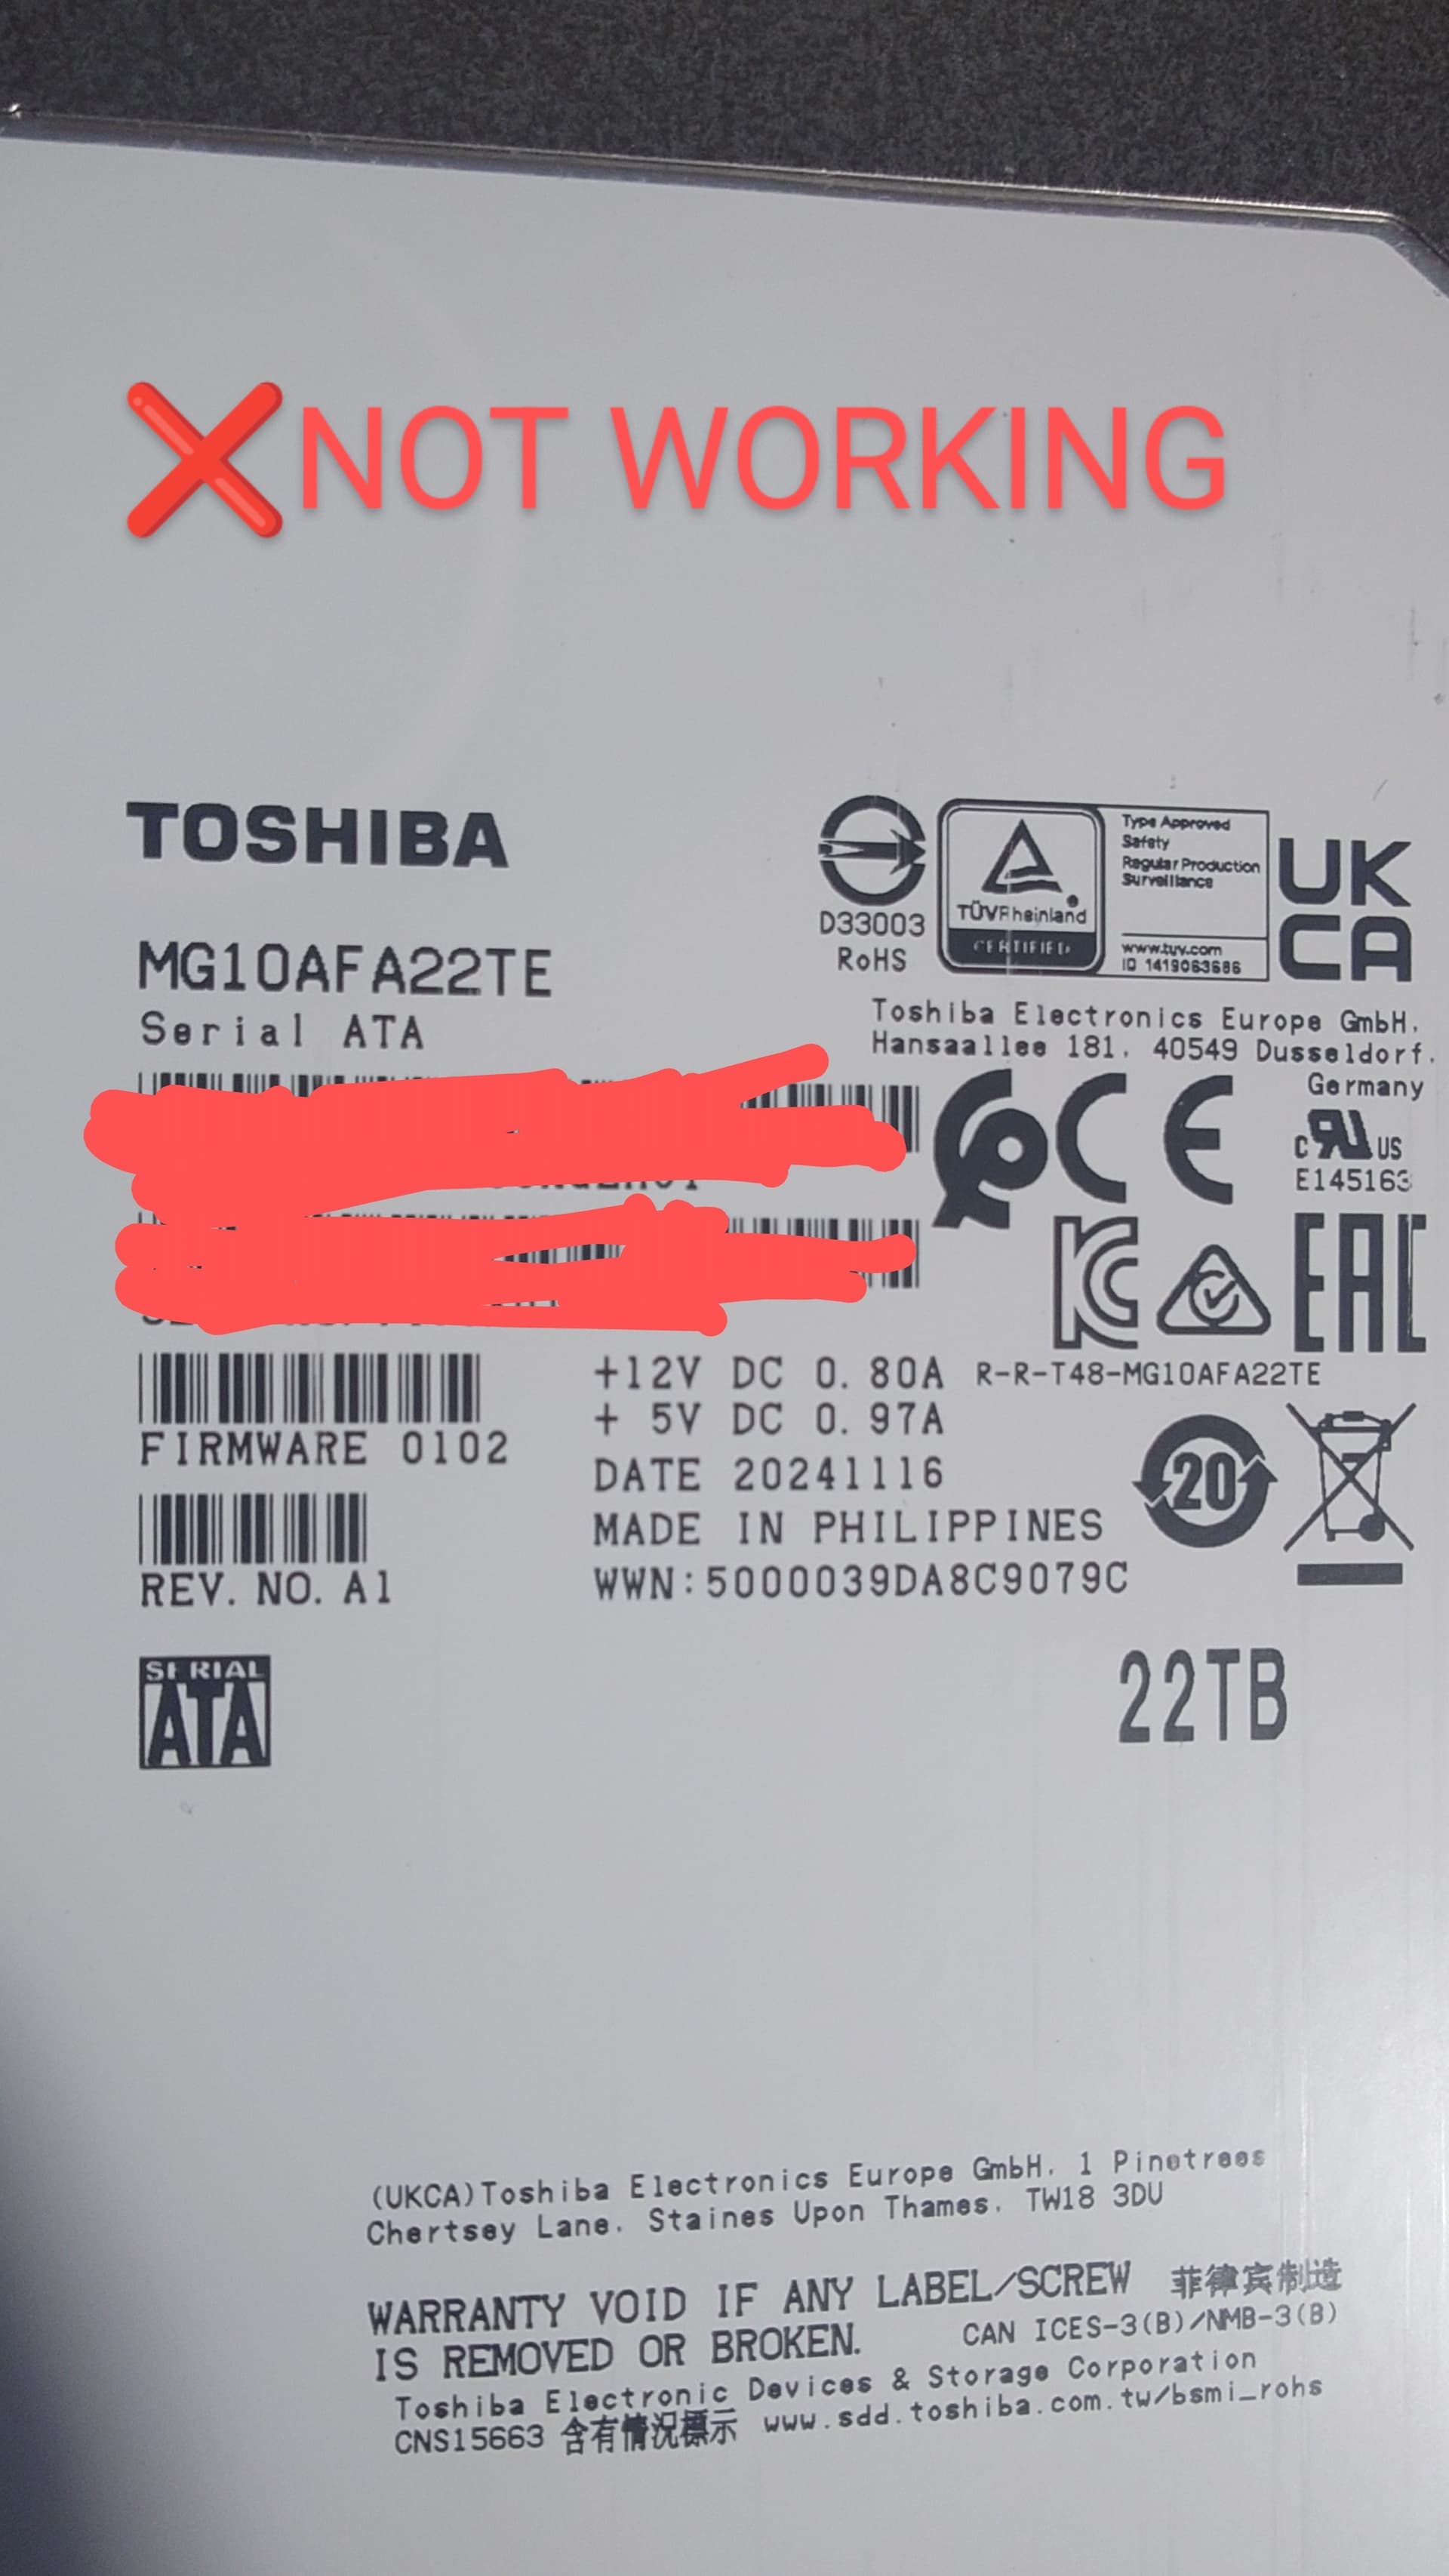 ❌NOT WORKING
TOSHIBA
MG10AFA22TE
Serial ATA
D33003
RoHS
TÜVRheinland
CERTIFIED
Type Approved
Safety
Regular Production
Surveillance
www.tuv.com
ID 1419063686
UK
CA
Toshiba Electronics Europe GmbH.
Hansaallee 181. 40549 Dusseldorf.
Germany
CE
C US
E145163
EAC
+12V DC 0.80A
R-R-T48-MG10AFA22TE
+ 5V DC 0.97A
FIRMWARE 0102
DATE 20241116
20
MADE IN PHILIPPINES
REV. NO. A1
WWN:5000039DA8C9079C
SERIAL
ATA
22TB
(UKCA)Toshiba Electronics Europe GmbH. 1 Pinetrees
Chertsey Lane. Staines Upon Thames. TW18 3DU
WARRANTY VOID IF ANY LABEL/SCREW 菲律宾制造
IS REMOVED OR BROKEN. CAN ICES-3(B)/NMB-3(B)
Toshiba Electronic Devices & Storage Corporation
CNS15663 含有情況標示 www.sdd.toshiba.com.tw/bsmi_rohs